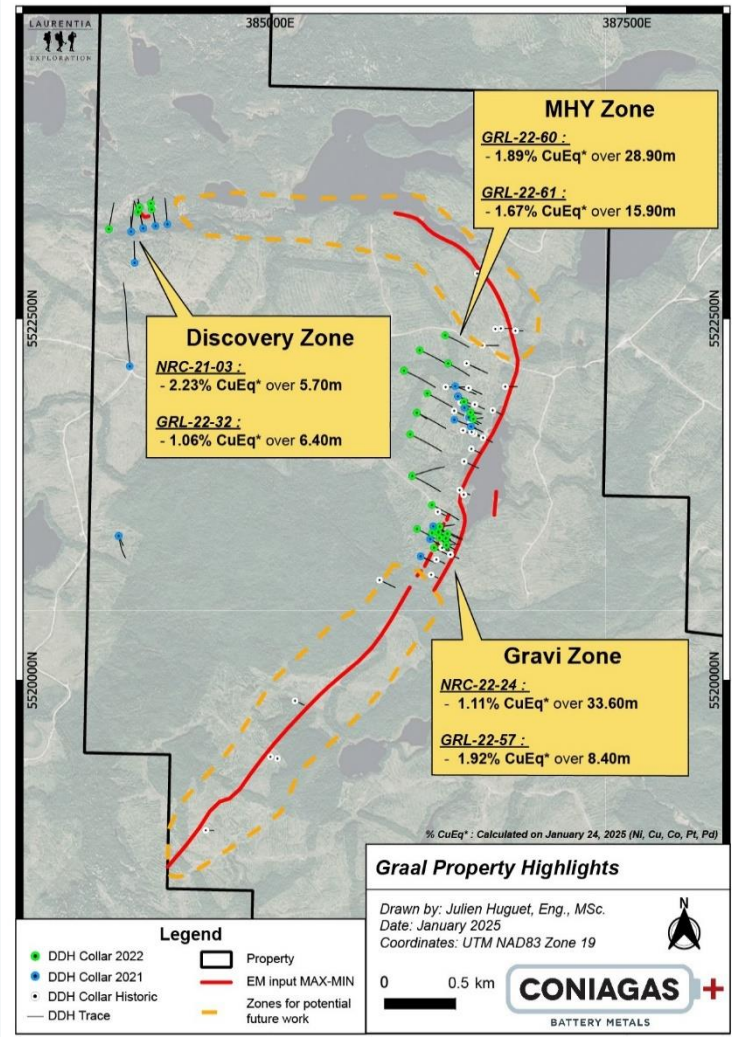 LAURENTIA
EXPLORATION
385000E
387500E
MHY Zone
GRL-22-60 :
- 1.89% CuEq* over 28.90m
GRL-22-61 :
- 1.67% CuEq* over 15.90m
5522500N
5522500N
Discovery Zone
NRC-21-03 :
- 2.23% CuEq* over 5.70m
GRL-22-32 :
- 1.06% CuEq* over 6.40m
Gravi Zone
NRC-22-24 :
- 1.11% CuEq* over 33.60m
GRL-22-57 :
- 1.92% CuEq* over 8.40m
5520000N
5520000N
% CuEq* : Calculated on January 24, 2025 (Ni, Cu, Co, Pt, Pd)
Graal Property Highlights
Drawn by: Julien Huguet, Eng., MSc.
Date: January 2025
Coordinates: UTM NAD83 Zone 19
N
0 0.5 km
CONIAGAS +
BATTERY METALS
Legend
DDH Collar 2022
DDH Collar 2021
DDH Collar Historic
DDH Trace
Property
EM input MAX-MIN
Zones for potential
future work